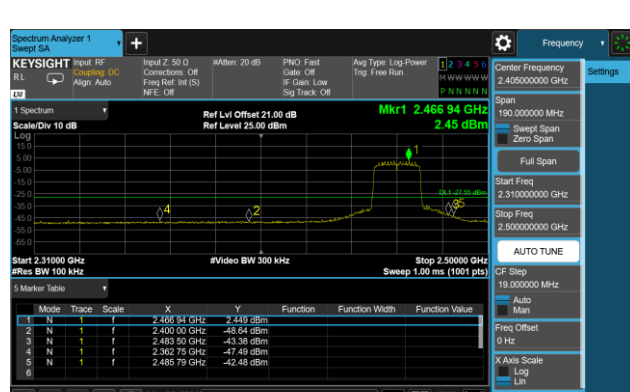 Spectrum Analyzer 1
Swept SA
Frequency
KEYSIGHT
RL
Input: RF
Coupling: DC
Align: Auto
Input Z: 50 Ω
Corrections: Off
Freq Ref: Int (S)
NFE: Off
#Atten: 20 dB
PNO: Fast
Gate: Off
IF Gain: Low
Sig Track: Off
Avg Type: Log-Power
Trig: Free Run
1 2 3 4 5 6
M W W W W W
P N N N N N
LXI
1 Spectrum
Scale/Div 10 dB
Ref Lvl Offset 21.00 dB
Ref Level 25.00 dBm
Mkr1 2.466 94 GHz
2.45 dBm
Log
15.0
5.00
-5.00
-15.0
-25.0
-35.0
-45.0
-55.0
-65.0
1
DL1 -27.55 dBm
4
2
3
5
Start 2.31000 GHz
#Res BW 100 kHz
#Video BW 300 kHz
Stop 2.50000 GHz
Sweep 1.00 ms (1001 pts)
5 Marker Table
Mode Trace Scale X Y Function Function Width Function Value
1 N 1 f 2.466 94 GHz 2.449 dBm
2 N 1 f 2.400 00 GHz -48.64 dBm
3 N 1 f 2.483 50 GHz -43.38 dBm
4 N 1 f 2.362 75 GHz -47.49 dBm
5 N 1 f 2.485 79 GHz -42.48 dBm
6
Center Frequency
2.405000000 GHz
Settings
Span
190.000000 MHz
Swept Span
Zero Span
Full Span
Start Freq
2.310000000 GHz
Stop Freq
2.500000000 GHz
AUTO TUNE
CF Step
19.000000 MHz
Auto
Man
Freq Offset
0 Hz
X Axis Scale
Log
Lin